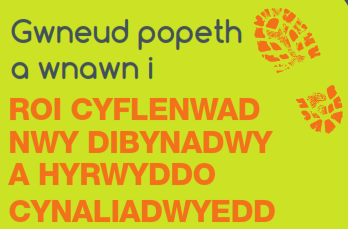 Gwneud popeth
a wnawn i
ROI CYFLENWAD
NWY DIBYNADWY
A HYRWYDDO
CYNALIADWYEDD